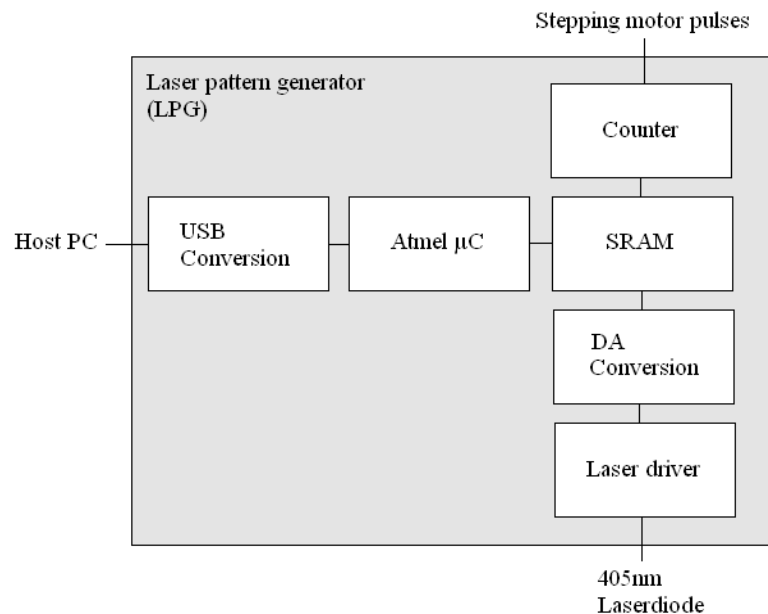 Stepping motor pulses
Laser pattern generator
(LPG)
Counter
Host PC
USB
Conversion
Atmel µC
SRAM
DA
Conversion
Laser driver
405nm
Laserdiode